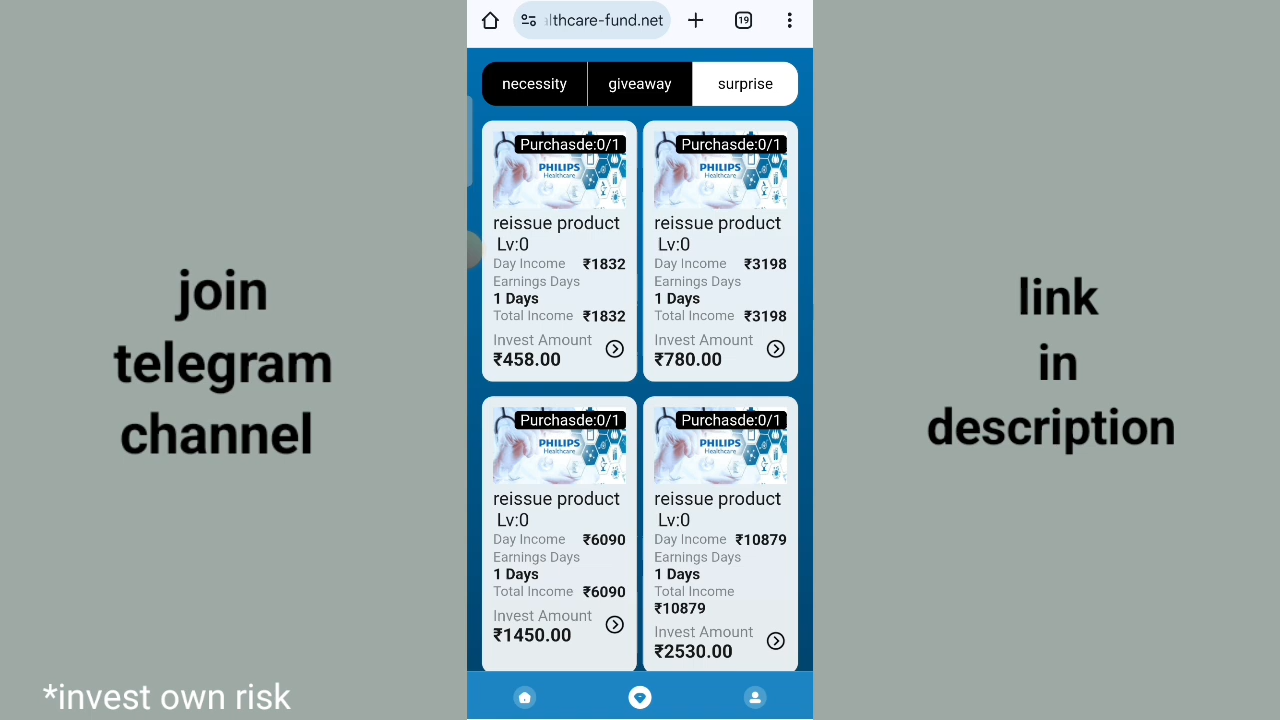 join
telegram
channel
*invest own risk
lthcare-fund.net
19
necessity
giveaway
surprise
Purchasde:0/1
PHILIPS
Healthcare
reissue product
Lv:0
Day Income ₹1832
Earnings Days
1 Days
Total Income ₹1832
Invest Amount
₹458.00
Purchasde:0/1
PHILIPS
Healthcare
reissue product
Lv:0
Day Income ₹3198
Earnings Days
1 Days
Total Income ₹3198
Invest Amount
₹780.00
Purchasde:0/1
PHILIPS
Healthcare
reissue product
Lv:0
Day Income ₹6090
Earnings Days
1 Days
Total Income ₹6090
Invest Amount
₹1450.00
Purchasde:0/1
PHILIPS
Healthcare
reissue product
Lv:0
Day Income ₹10879
Earnings Days
1 Days
Total Income
₹10879
Invest Amount
₹2530.00
link
in
description